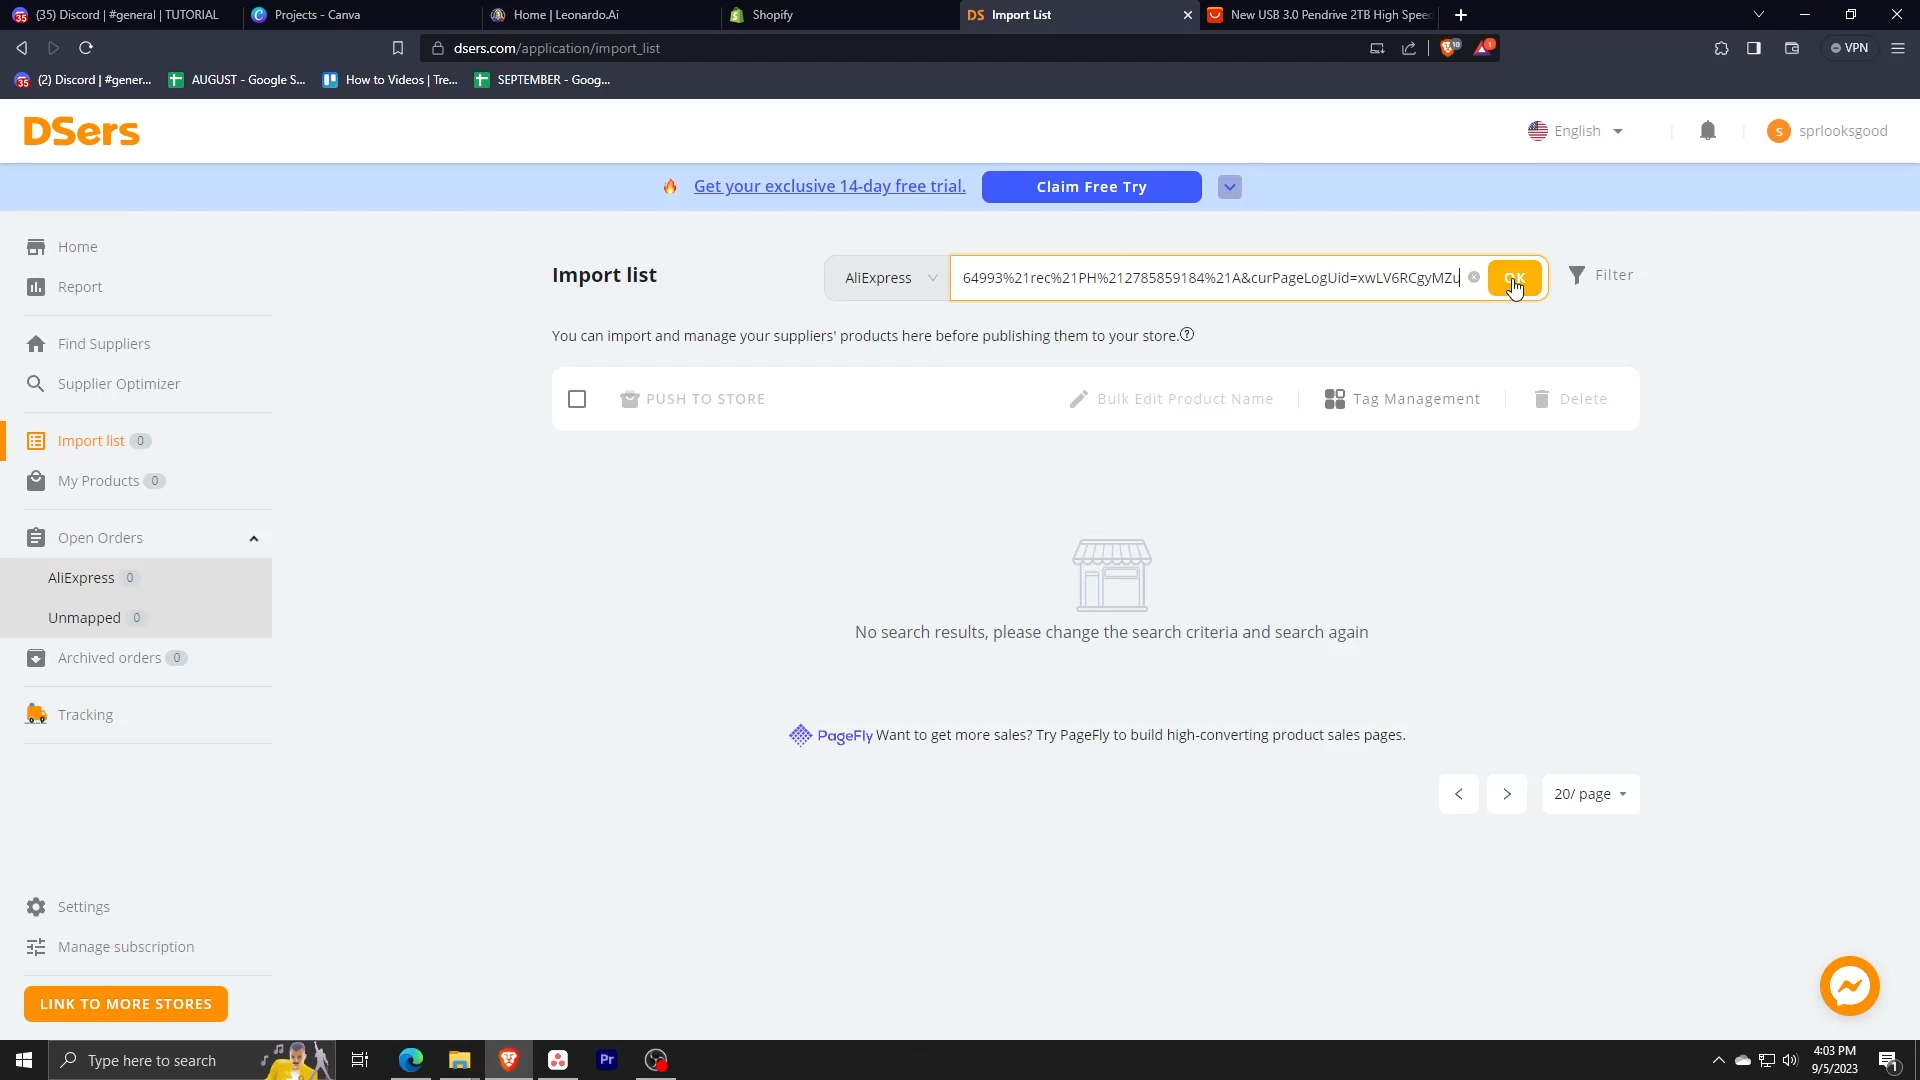 (35) Discord | #general | TUTORIAL
Projects - Canva
Home | Leonardo.Ai
Shopify
DS Import List
New USB 3.0 Pendrive 2TB High Speed
dsers.com/application/import_list
VPN
(2) Discord | #gener...
AUGUST - Google S...
How to Videos | Tre...
SEPTEMBER - Goog...
DSers
English
s sprlooksgood
Get your exclusive 14-day free trial.
Claim Free Try
Home
Report
Find Suppliers
Supplier Optimizer
Import list 0
My Products 0
Open Orders
AliExpress 0
Unmapped 0
Archived orders 0
Tracking
Settings
Manage subscription
LINK TO MORE STORES
Import list
AliExpress
64993%21rec%21PH%212785859184%21A&curPageLogUid=xwLV6RCgyMZu
OK
Filter
You can import and manage your suppliers' products here before publishing them to your store.
PUSH TO STORE
Bulk Edit Product Name
Tag Management
Delete
No search results, please change the search criteria and search again
PageFly Want to get more sales? Try PageFly to build high-converting product sales pages.
< >
20/ page
Type here to search
Pr
4:03 PM
9/5/2023
1